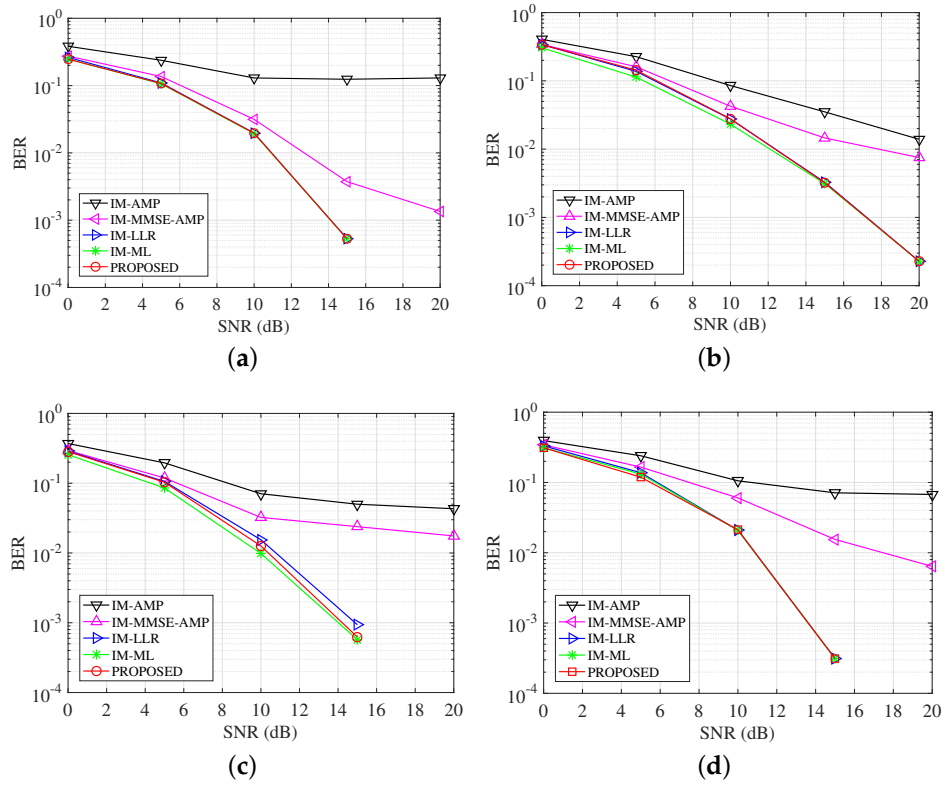 10^0
10^-1
10^-2
10^-3
10^-4
BER
0 2 4 6 8 10 12 14 16 18 20
SNR (dB)
IM-AMP
IM-MMSE-AMP
IM-LLR
IM-ML
PROPOSED
(a)
10^0
10^-1
10^-2
10^-3
10^-4
BER
0 2 4 6 8 10 12 14 16 18 20
SNR (dB)
IM-AMP
IM-MMSE-AMP
IM-LLR
IM-ML
PROPOSED
(b)
10^0
10^-1
10^-2
10^-3
10^-4
BER
0 2 4 6 8 10 12 14 16 18 20
SNR (dB)
IM-AMP
IM-MMSE-AMP
IM-LLR
IM-ML
PROPOSED
(c)
10^0
10^-1
10^-2
10^-3
10^-4
BER
0 2 4 6 8 10 12 14 16 18 20
SNR (dB)
IM-AMP
IM-MMSE-AMP
IM-LLR
IM-ML
PROPOSED
(d)